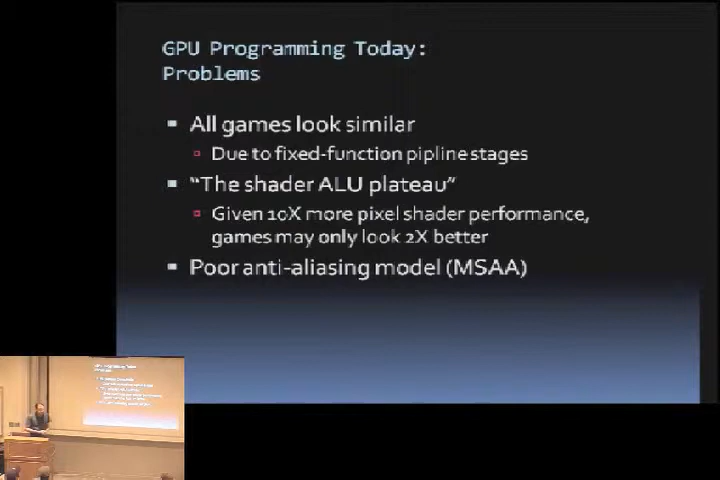 GPU Programming Today:
Problems
All games look similar
Due to fixed-function pipline stages
“The shader ALU plateau”
Given 10X more pixel shader performance,
games may only look 2X better
Poor anti-aliasing model (MSAA)